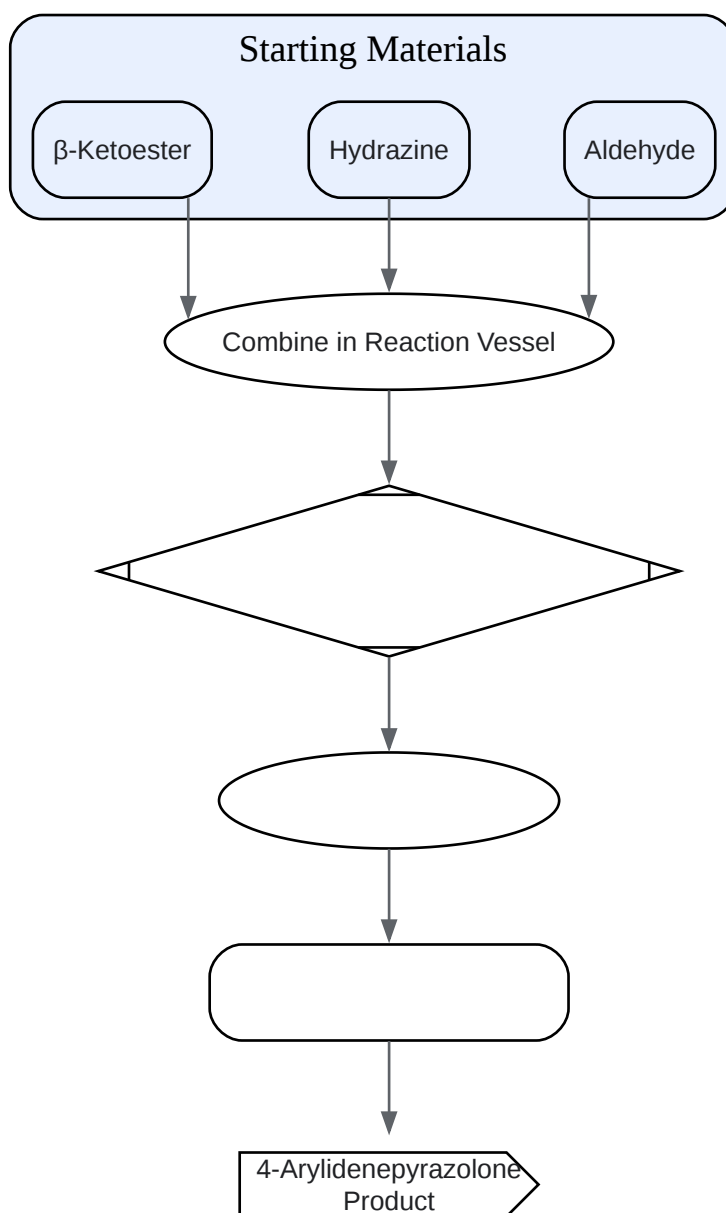 Starting Materials
β-Ketoester
Hydrazine
Aldehyde
Combine in Reaction Vessel
4-Arylidenepyrazolone
Product